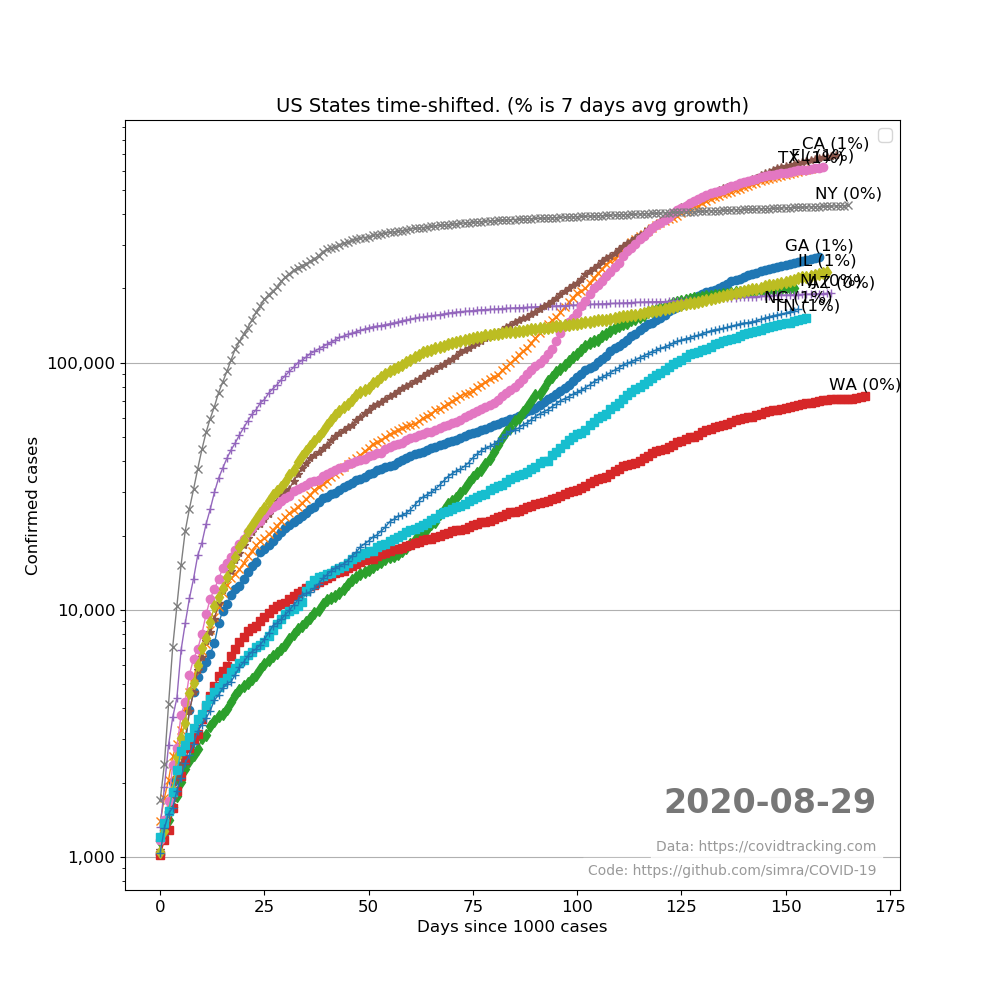 US States time-shifted. (% is 7 days avg growth)
CA (1%)
TX (1%)
NY (0%)
GA (1%)
IL (1%)
NC (1%)
TN (1%)
WA (0%)
Confirmed cases
100,000
10,000
1,000
2020-08-29
Data: https://covidtracking.com
Code: https://github.com/simra/COVID-19
0 25 50 75 100 125 150 175
Days since 1000 cases